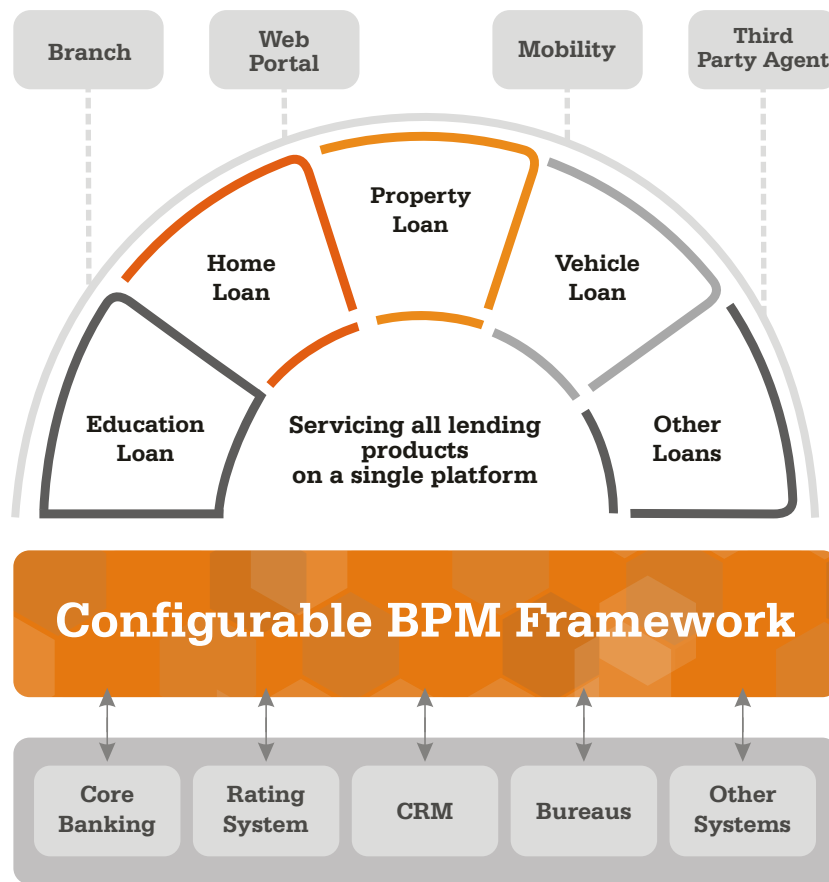 Branch
Web
Portal
Mobility
Third
Party Agent
Property
Loan
Home
Loan
Vehicle
Loan
Education
Loan
Servicing all lending
products
on a single platform
Other
Loans
Configurable BPM Framework
Core
Banking
Rating
System
CRM
Bureaus
Other
Systems